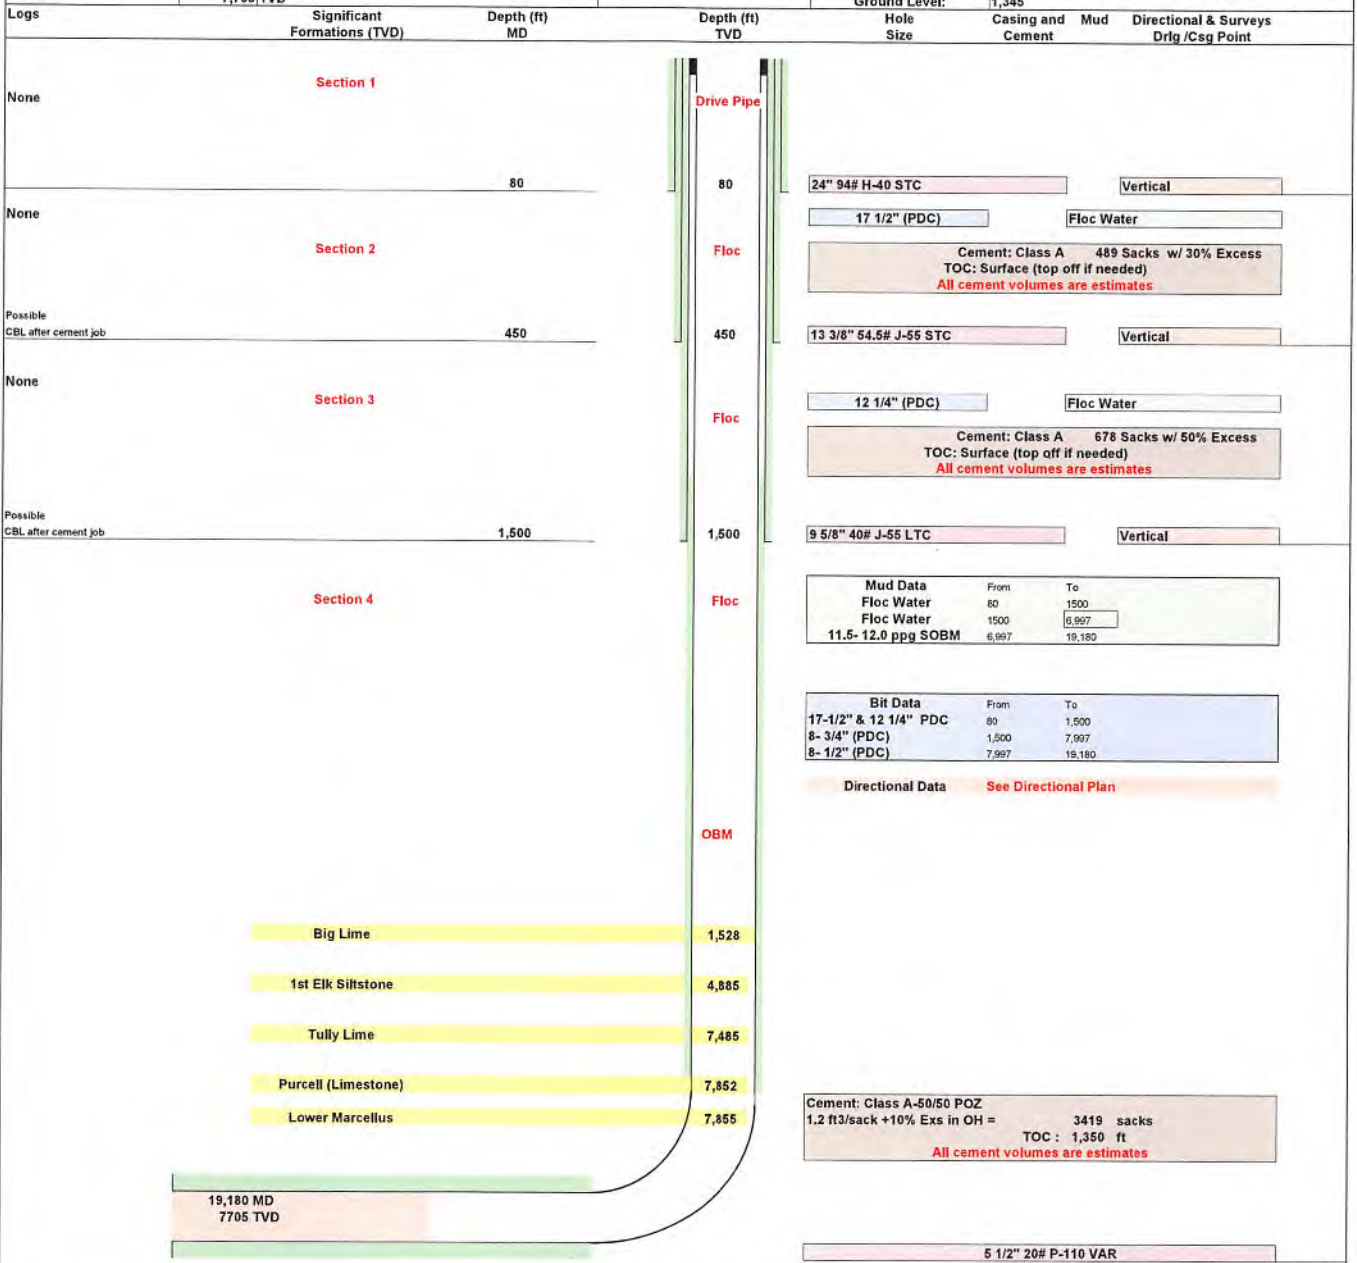 TVD
Ground Level: 1,345
Logs Significant Formations (TVD) Depth (ft) MD Depth (ft) TVD Hole Size Casing and Cement Mud Directional & Surveys Drlg /Csg Point
Section 1
None
Drive Pipe
80 80 24" 94# H-40 STC Vertical
None
17 1/2" (PDC) Floc Water
Section 2 Floc
Cement: Class A 489 Sacks w/ 30% Excess
TOC: Surface (top off if needed)
All cement volumes are estimates
Possible
CBL after cement job 450 450 13 3/8" 54.5# J-55 STC Vertical
None
Section 3 Floc
12 1/4" (PDC) Floc Water
Cement: Class A 678 Sacks w/ 50% Excess
TOC: Surface (top off if needed)
All cement volumes are estimates
Possible
CBL after cement job 1,500 1,500 9 5/8" 40# J-55 LTC Vertical
Section 4 Floc
Mud Data From To
Floc Water 80 1500
Floc Water 1500 6,997
11.5- 12.0 ppg SOBM 6,997 19,180
Bit Data From To
17-1/2" & 12 1/4" PDC 80 1,500
8- 3/4" (PDC) 1,500 7,997
8- 1/2" (PDC) 7,997 19,180
Directional Data See Directional Plan
OBM
Big Lime 1,528
1st Elk Siltstone 4,885
Tully Lime 7,485
Purcell (Limestone) 7,852
Lower Marcellus 7,855
Cement: Class A-50/50 POZ
1.2 ft3/sack +10% Exs in OH = 3419 sacks
TOC : 1,350 ft
All cement volumes are estimates
19,180 MD
7705 TVD
5 1/2" 20# P-110 VAR